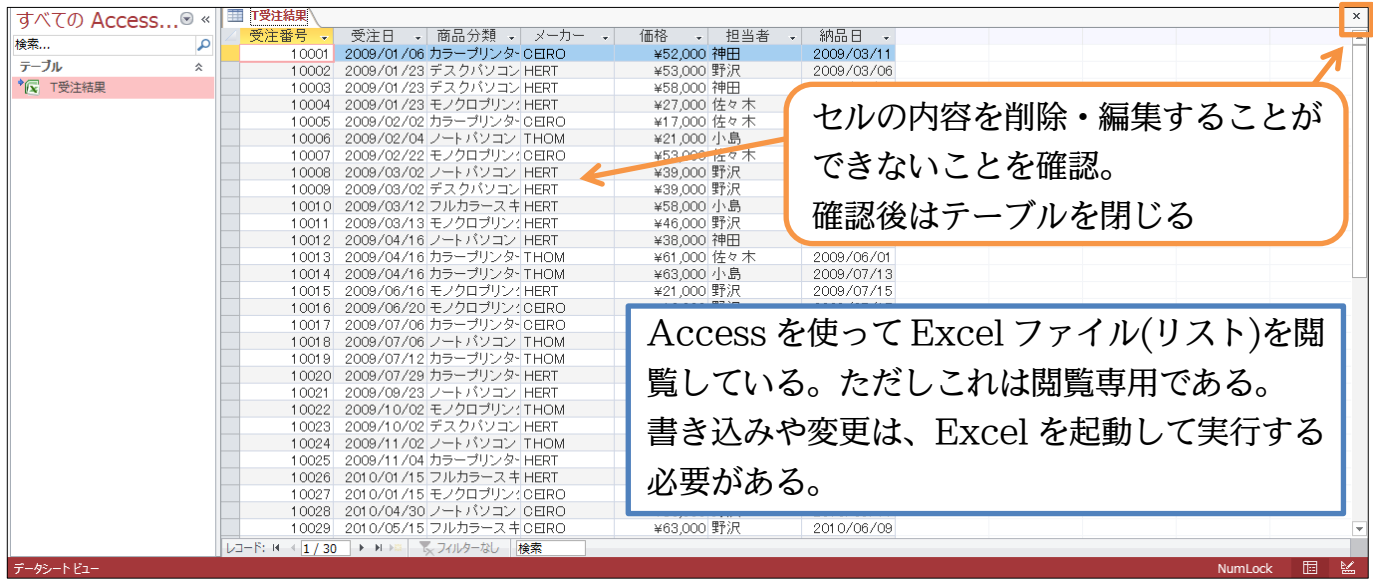 すべての Access... «
T受注結果
×
検索...
テーブル
T受注結果
受注番号 受注日 商品分類 メーカー 価格 担当者 納品日
10001 2009/01/06 カラープリンタ CEIRO ¥52,000 神田 2009/03/11
10002 2009/01/23 デスクパソコン HERT ¥53,000 野沢 2009/03/06
10003 2009/01/23 デスクパソコン HERT ¥58,000 神田
10004 2009/01/23 モノクロプリン HERT ¥27,000 佐々木
10005 2009/02/02 カラープリンタ CEIRO ¥17,000 佐々木
10006 2009/02/04 ノートパソコン THOM ¥21,000 小島
10007 2009/02/22 モノクロプリン CEIRO ¥53,000 佐々木
10008 2009/03/02 ノートパソコン HERT ¥39,000 野沢
10009 2009/03/02 デスクパソコン HERT ¥39,000 野沢
10010 2009/03/12 フルカラースキ HERT ¥58,000 小島
10011 2009/03/13 モノクロプリン HERT ¥46,000 野沢
10012 2009/04/16 ノートパソコン HERT ¥38,000 神田
10013 2009/04/16 カラープリンタ THOM ¥61,000 佐々木 2009/06/01
10014 2009/04/16 カラープリンタ THOM ¥63,000 小島 2009/07/13
10015 2009/06/16 モノクロプリン HERT ¥21,000 野沢 2009/07/15
10016 2009/06/20 モノクロプリン CEIRO
10017 2009/07/06 カラープリンタ CEIRO
10018 2009/07/06 ノートパソコン THOM
10019 2009/07/12 カラープリンタ THOM
10020 2009/07/29 カラープリンタ HERT
10021 2009/09/23 ノートパソコン HERT
10022 2009/10/02 モノクロプリン THOM
10023 2009/10/02 デスクパソコン HERT
10024 2009/11/02 ノートパソコン THOM
10025 2009/11/04 カラープリンタ HERT
10026 2010/01/15 フルカラースキ HERT
10027 2010/01/15 モノクロプリン CEIRO
10028 2010/04/30 ノートパソコン CEIRO
10029 2010/05/15 フルカラースキ CEIRO ¥63,000 野沢 2010/06/09
セルの内容を削除・編集することが
できないことを確認。
確認後はテーブルを閉じる
Access を使って Excel ファイル(リスト)を閲
覧している。ただしこれは閲覧専用である。
書き込みや変更は、Excel を起動して実行する
必要がある。
レコード: 1 / 30 フィルターなし 検索
データシート ビュー NumLock